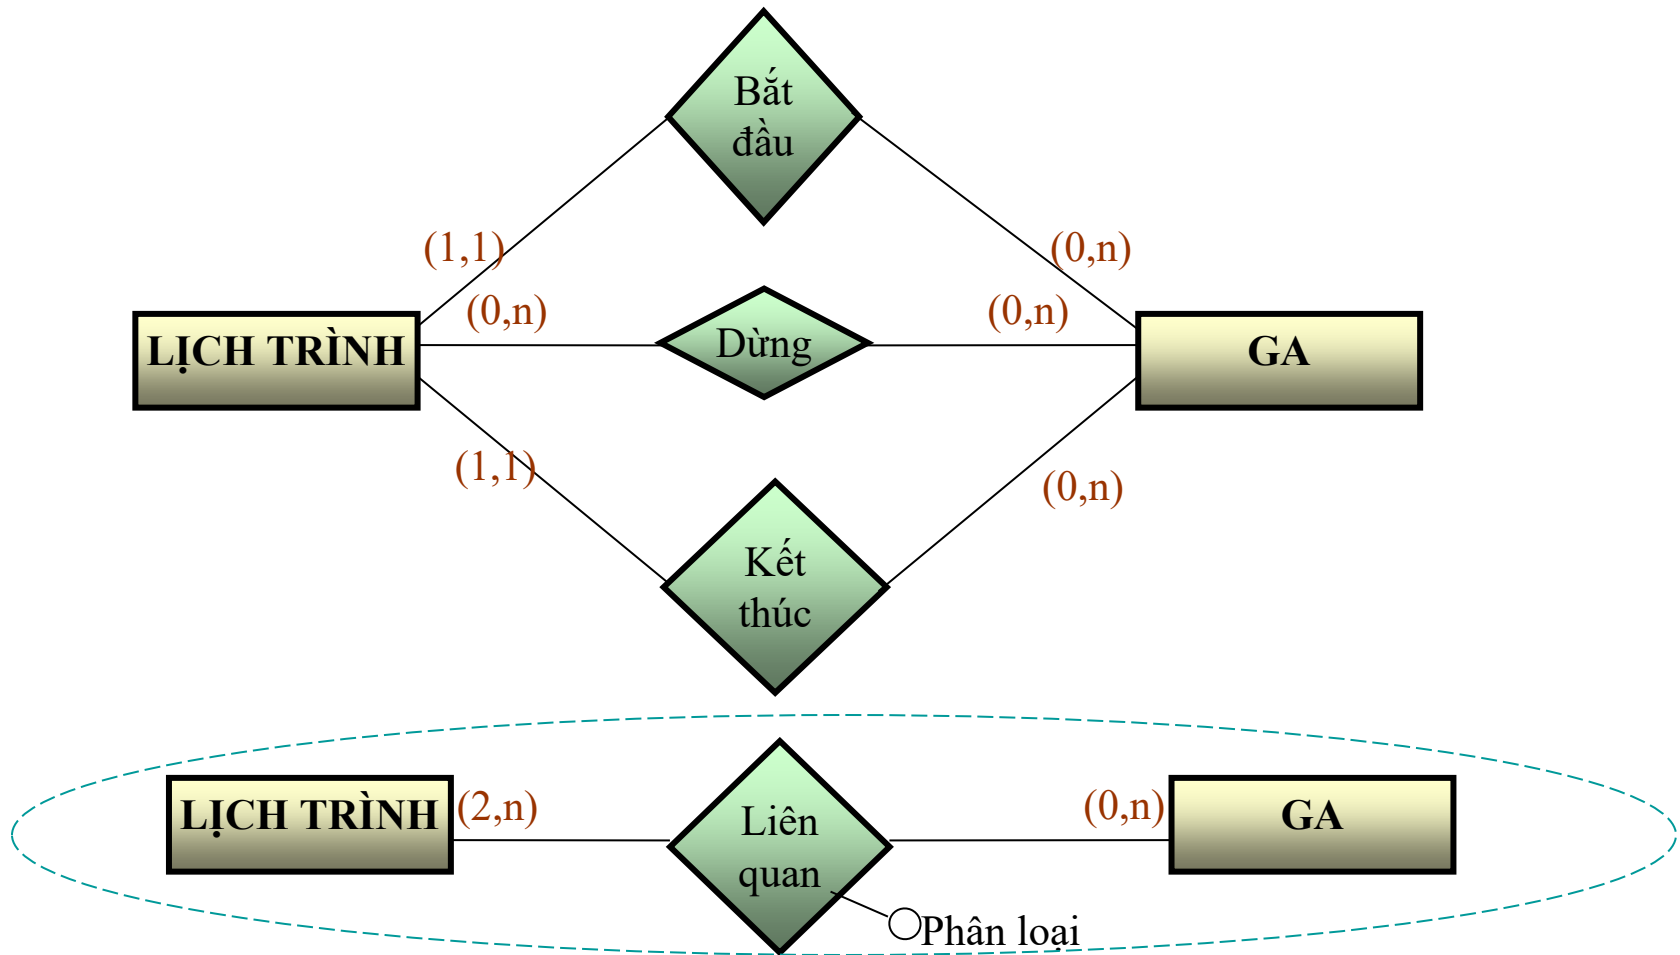 Bắt
đầu
(1,1)
(0,n)
(0,n)
(0,n)
LỊCH TRÌNH
Dừng
GA
(1,1)
(0,n)
Kết
thúc
LỊCH TRÌNH
(2,n)
Liên
quan
(0,n)
GA
Phân loại